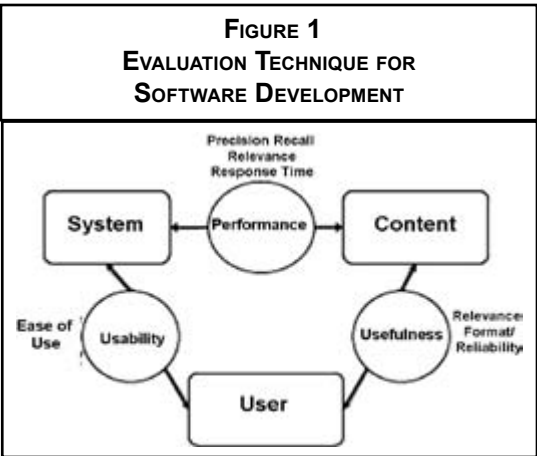 FIGURE 1
EVALUATION TECHNIQUE FOR
SOFTWARE DEVELOPMENT
Precision Recall
Relevance
Response Time
System
Performance
Content
Ease of
Use
Usability
Usefulness
Relevance
Format/
Reliability
User